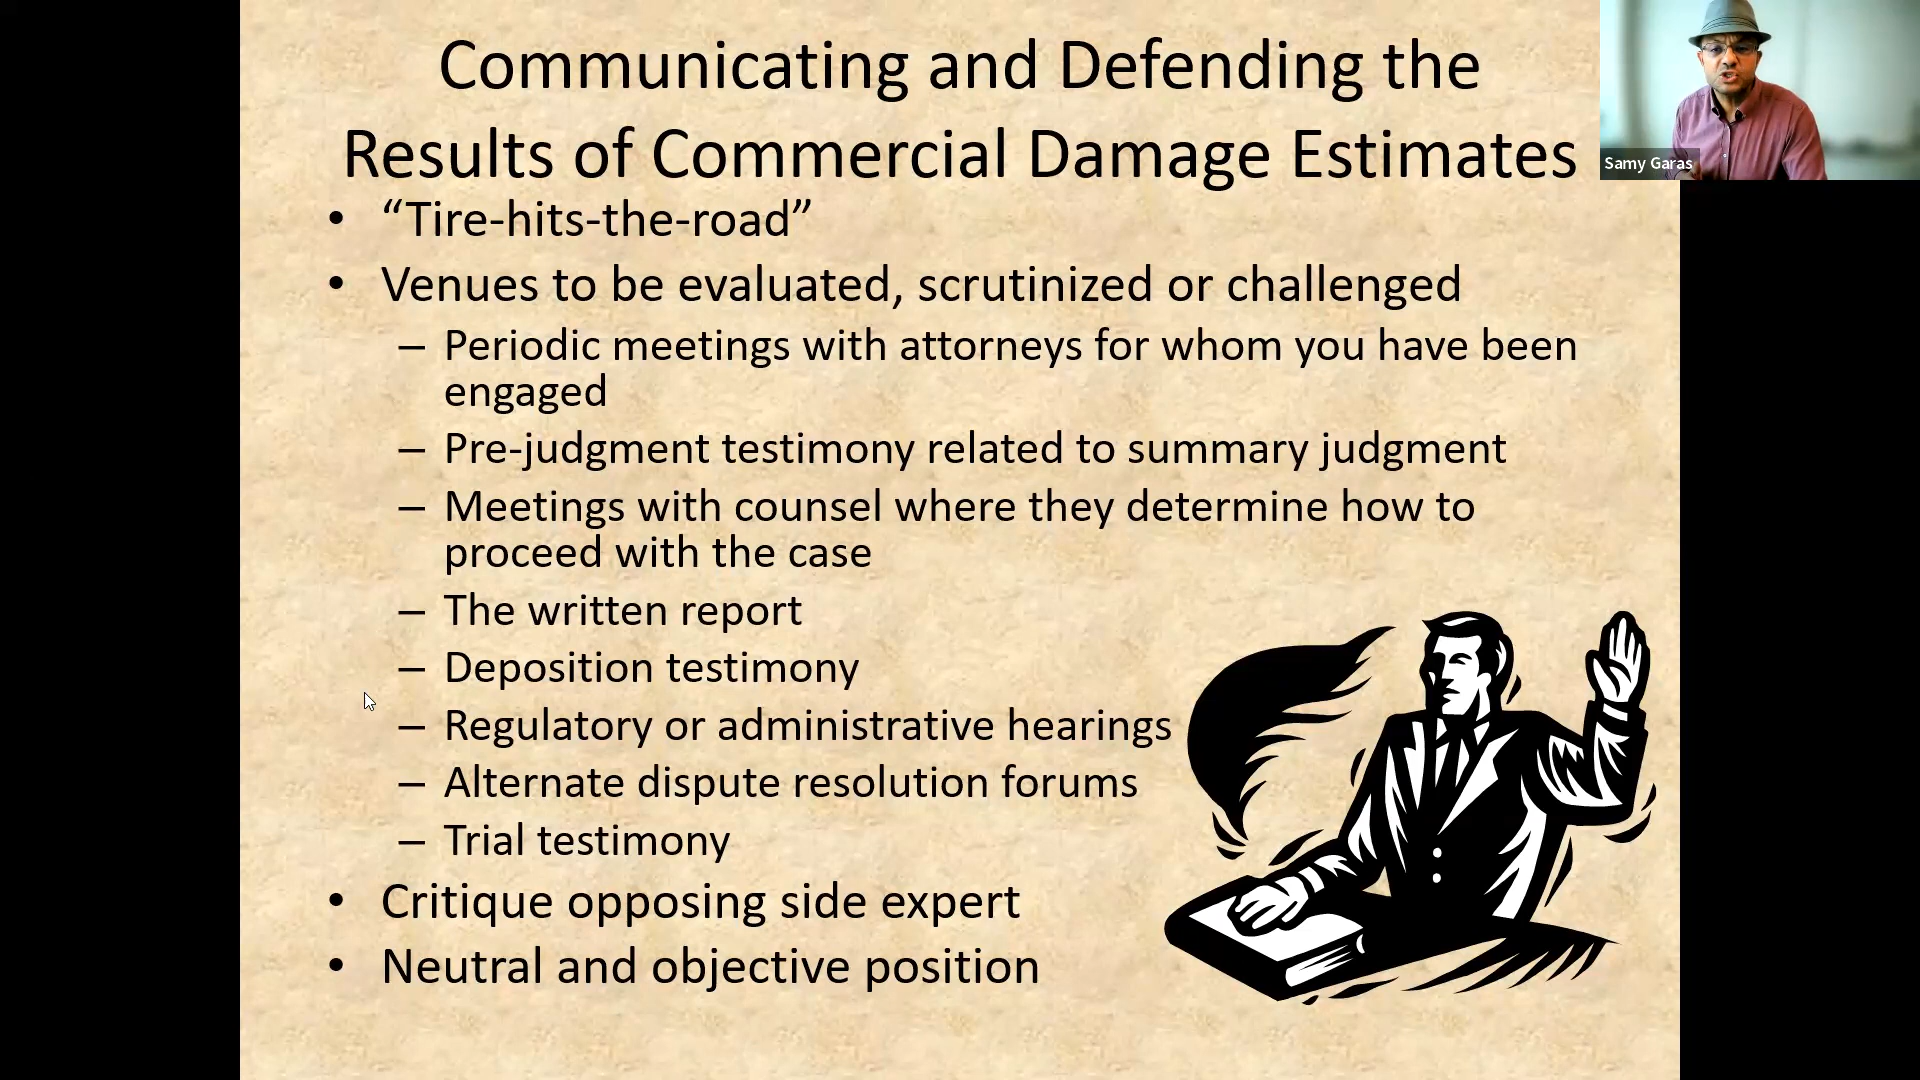 Communicating and Defending the
Results of Commercial Damage Estimates
Samy Garas
• “Tire-hits-the-road”
• Venues to be evaluated, scrutinized or challenged
– Periodic meetings with attorneys for whom you have been
engaged
– Pre-judgment testimony related to summary judgment
– Meetings with counsel where they determine how to
proceed with the case
– The written report
– Deposition testimony
– Regulatory or administrative hearings
– Alternate dispute resolution forums
– Trial testimony
• Critique opposing side expert
• Neutral and objective position